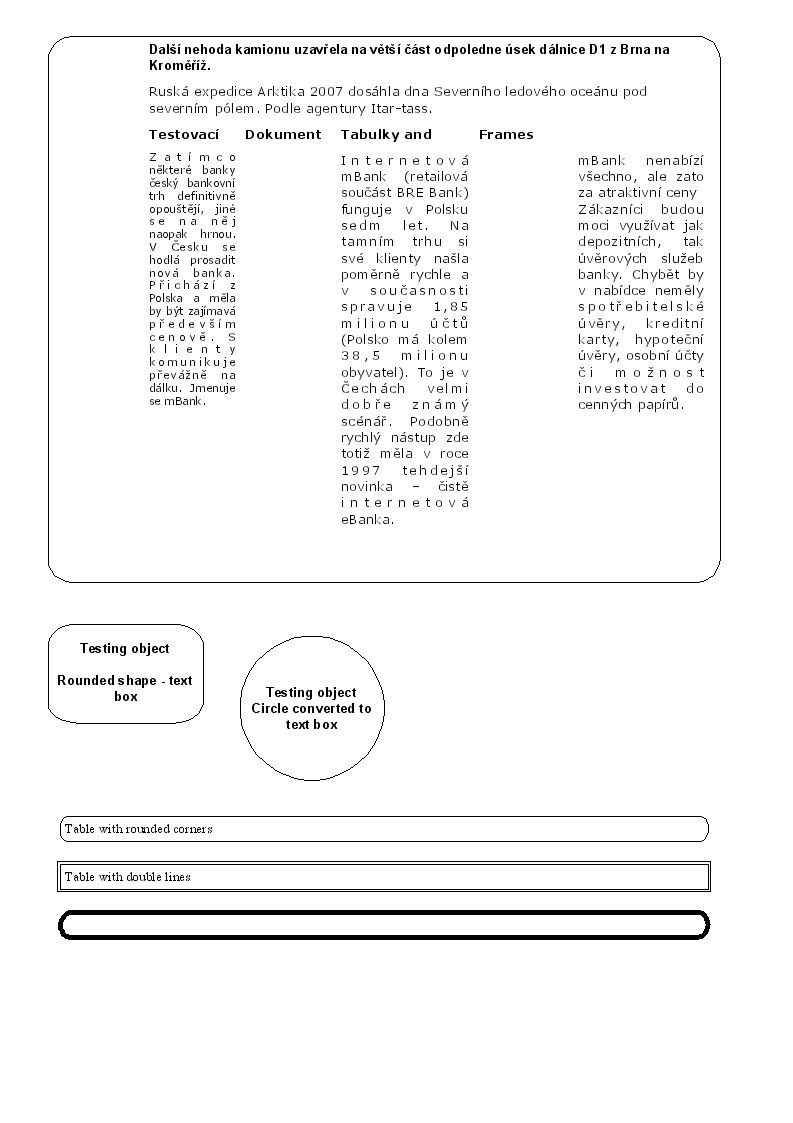 Další nehoda kamionu uzavřela na větší část odpoledne úsek dálnice D1 z Brna na
Kroměříž.
Ruská expedice Arktika 2007 dosáhla dna Severního ledového oceánu pod
severním pólem. Podle agentury Itar-tass.
Testovací Dokument Tabulky and Frames
Zatímco
některé banky
český bankovní
trh definitivně
opouštějí, jiné
se na něj
naopak hrnou.
V Česku se
hodlá prosadit
nová banka.
Přichází z
Polska a měla
by být zajímavá
především
cenově. S
klienty
komunikuje
převážně na
dálku. Jmenuje
se mBank.
Internetová
mBank (retailová
součást BRE Bank)
funguje v Polsku
sedm let. Na
tamním trhu si
své klienty našla
poměrně rychle a
v současnosti
spravuje 1,85
milionu účtů
(Polsko má kolem
38,5 milionu
obyvatel). To je v
Čechách velmi
dobře známý
scénář. Podobně
rychlý nástup zde
totiž měla v roce
1997 tehdejší
novinka – čistě
internetová
eBanka.
mBank nenabízí
všechno, ale zato
za atraktivní ceny
Zákazníci budou
moci využívat jak
depozitních, tak
úvěrových služeb
banky. Chybět by
v nabídce neměly
spotřebitelské
úvěry, kreditní
karty, hypoteční
úvěry, osobní účty
či možnost
investovat do
cenných papírů.
Testing object
Rounded shape - text
box
Testing object
Circle converted to
text box
Table with rounded corners
Table with double lines